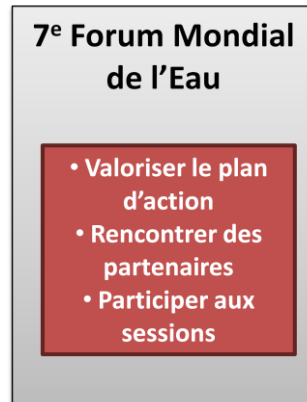 7e Forum Mondial
de l’Eau
• Valoriser le plan
d’action
• Rencontrer des
partenaires
• Participer aux
sessions